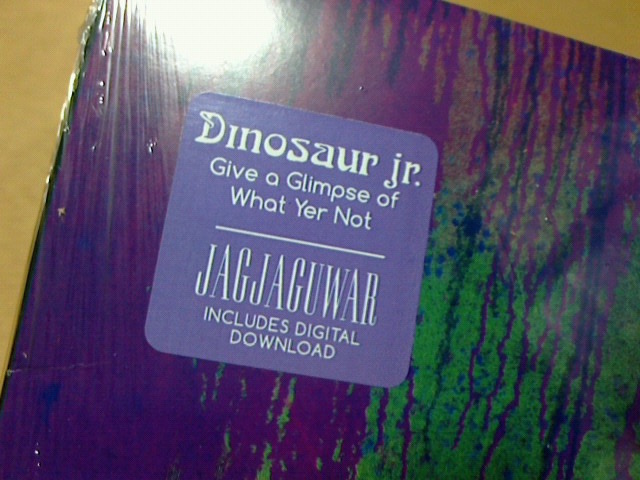 Dinosaur jr.
Give a Glimpse of
What Yer Not
JAGJAGUWAR
INCLUDES DIGITAL
DOWNLOAD